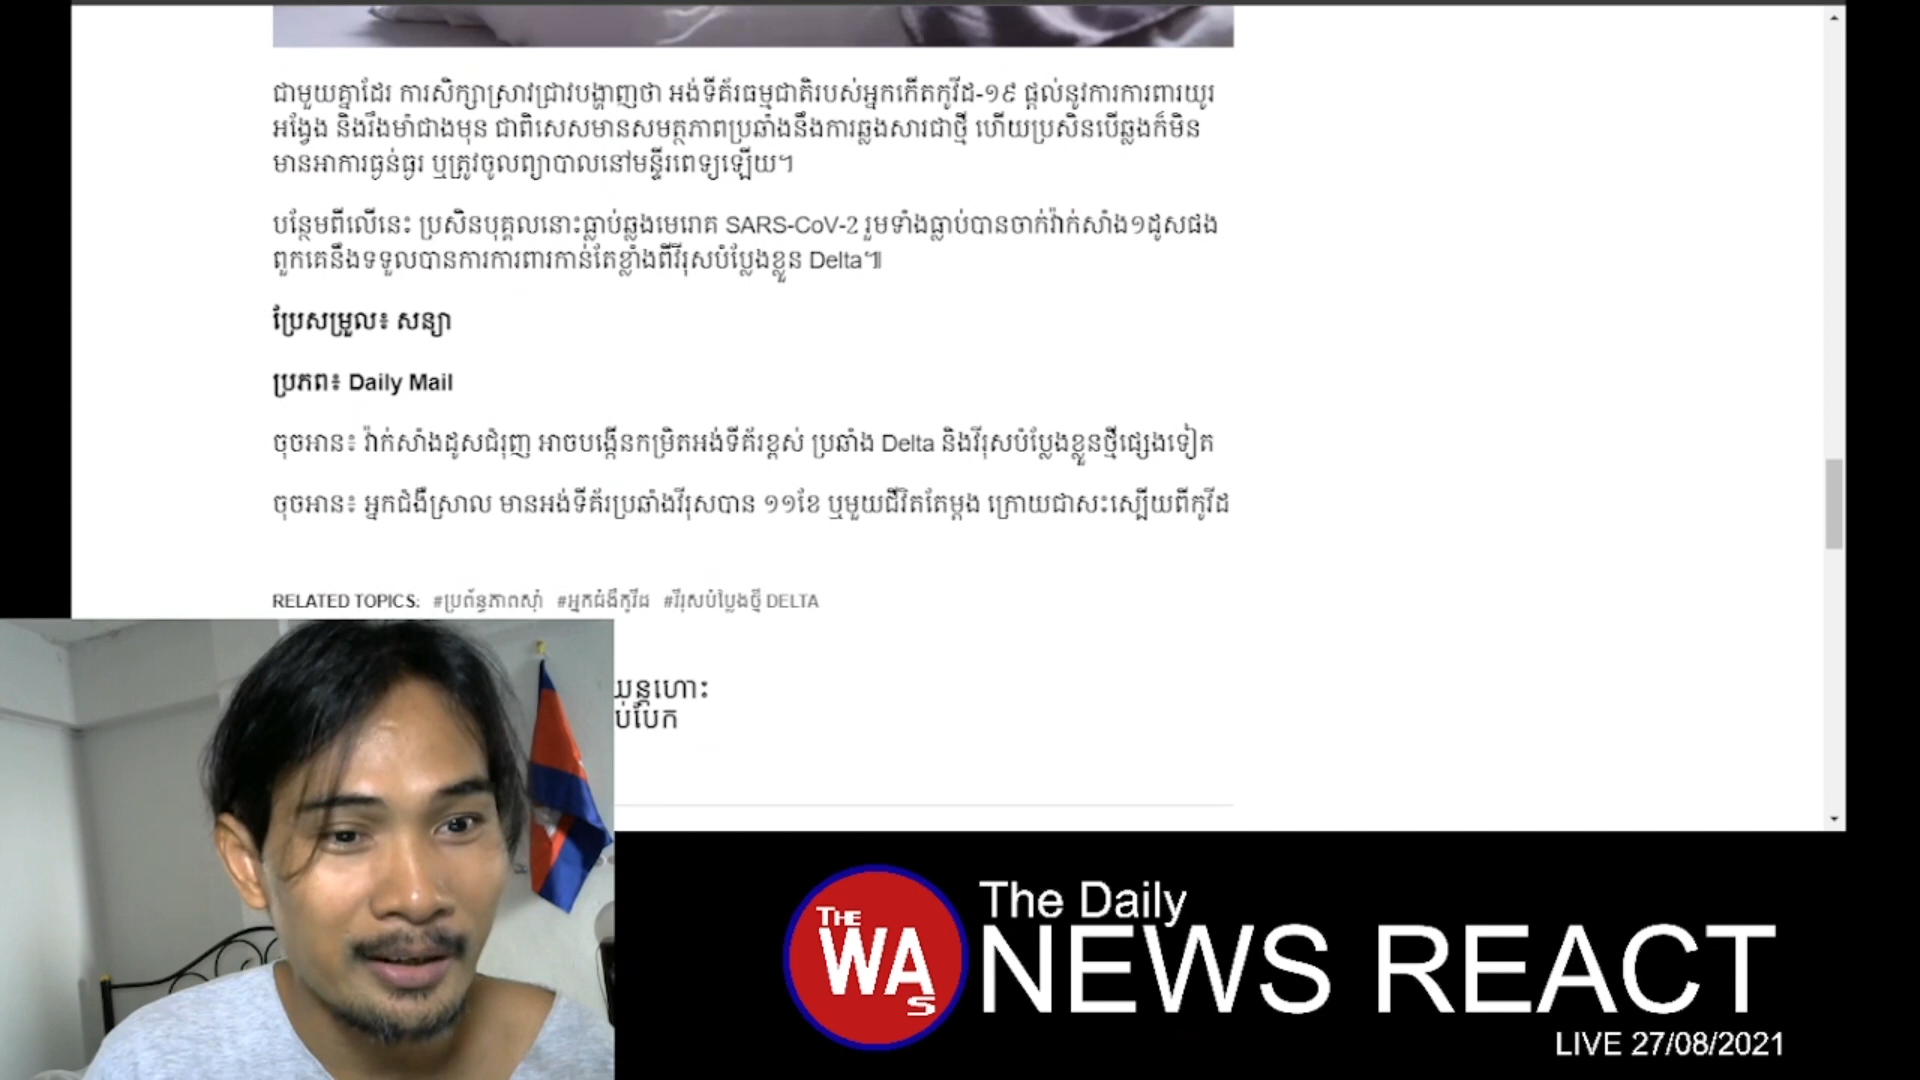 ជាមួយគ្នាដែរ ការសិក្សាស្រាវជ្រាវបង្ហាញថា អង់ទីគ័រធម្មជាតិរបស់អ្នកកើតកូវីដ-១៩ ផ្តល់នូវការការពារយូរ
អង្វែង និងរឹងមាំជាងមុន ជាពិសេសមានសមត្ថភាពប្រឆាំងនឹងការឆ្លងសារជាថ្មី ហើយប្រសិនបើឆ្លងក៏មិន
មានអាការធ្ងន់ធ្ងរ ឬត្រូវចូលព្យាបាលនៅមន្ទីរពេទ្យឡើយ។
បន្ថែមពីលើនេះ ប្រសិនបុគ្គលនោះធ្លាប់ឆ្លងមេរោគ SARS-CoV-2 រួមទាំងធ្លាប់បានចាក់វ៉ាក់សាំង១ដូសផង
ពួកគេនឹងទទួលបានការការពារកាន់តែខ្លាំងពីវីរុសបំប្លែងខ្លួន Delta៕
ប្រែសម្រួល៖ សន្យា
ប្រភព៖ Daily Mail
ចុចអាន៖ វ៉ាក់សាំងដូសជំរុញ អាចបង្កើនកម្រិតអង់ទីគ័រខ្ពស់ ប្រឆាំង Delta និងវីរុសបំប្លែងខ្លួនថ្មីផ្សេងទៀត
ចុចអាន៖ អ្នកជំងឺស្រាល មានអង់ទីគ័រប្រឆាំងវីរុសបាន ១១ខែ ឬមួយជីវិតតែម្តង ក្រោយជាសះស្បើយពីកូវីដ
RELATED TOPICS: #ប្រព័ន្ធភាពស៊ាំ #អ្នកជំងឺកូវីដ #វីរុសបំប្លែងថ្មី DELTA
យន្តហោះ
ប់បែក
THE WAS
The Daily
NEWS REACT
LIVE 27/08/2021